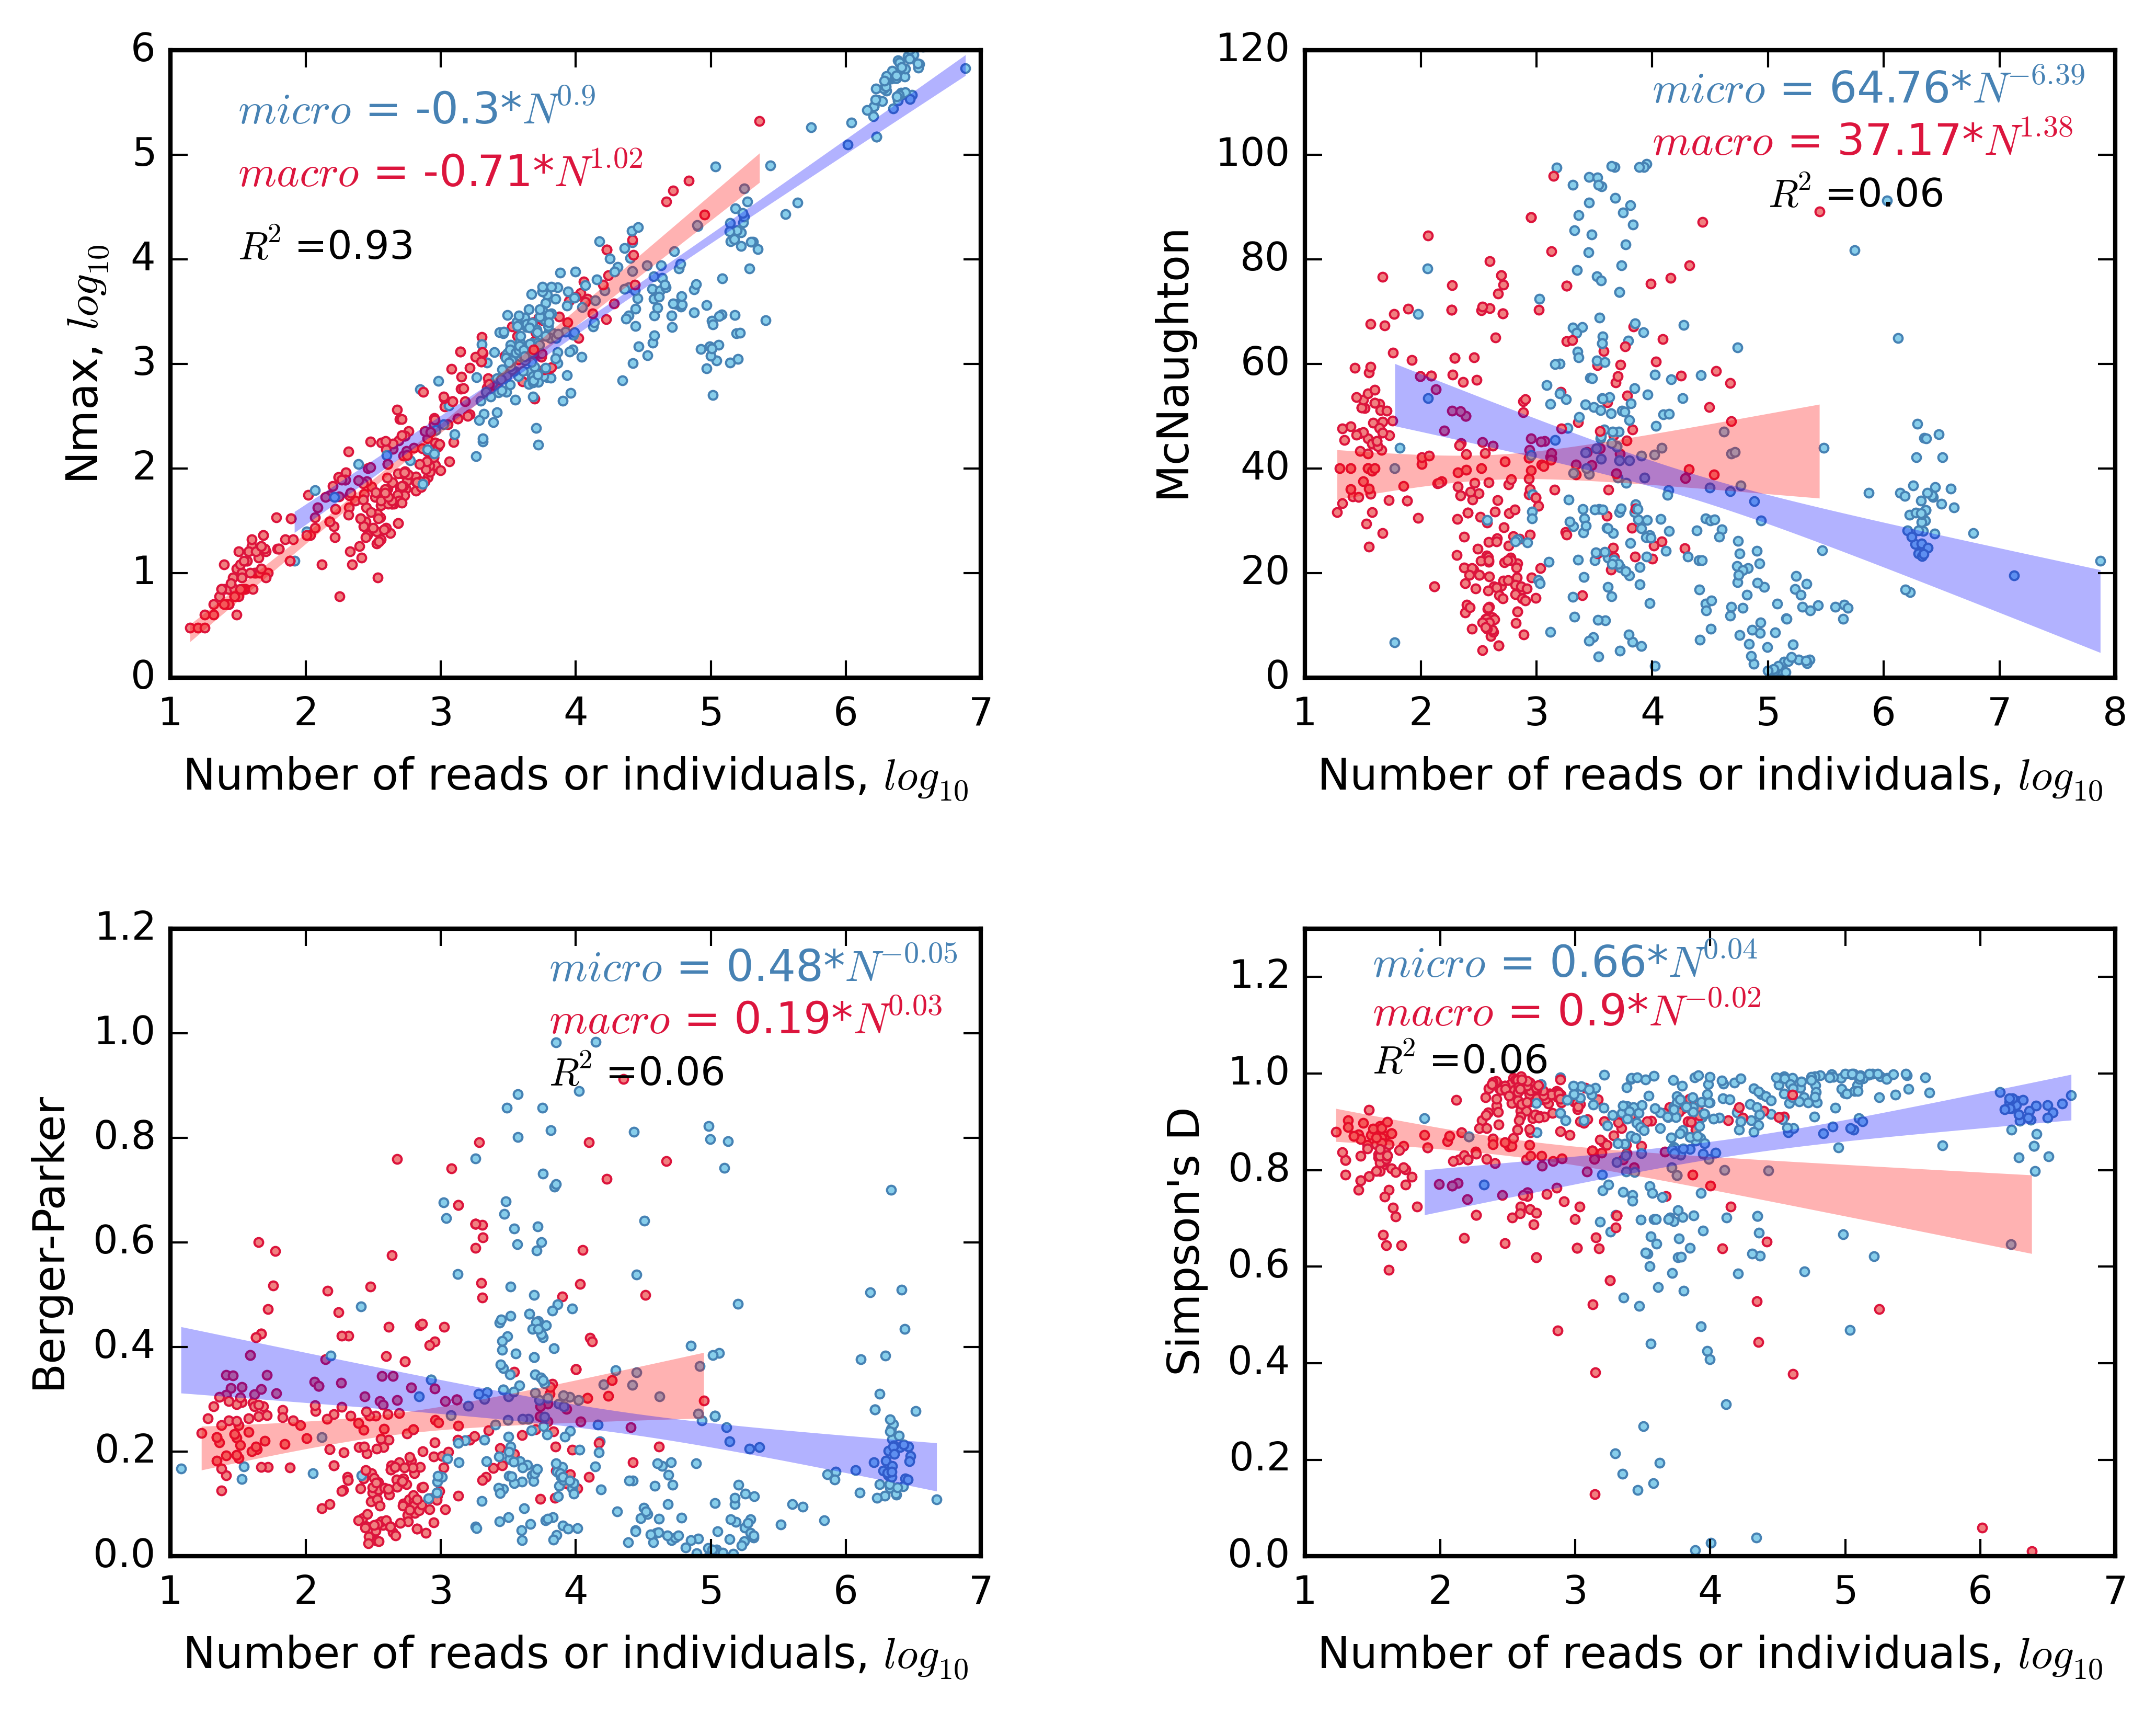 6
5
4
3
2
1
0
Nmax, log₁₀
micro = -0.3*N^0.9
macro = -0.71*N^1.02
R² =0.93
1 2 3 4 5 6 7
Number of reads or individuals, log₁₀
120
100
80
60
40
20
0
McNaughton
micro = 64.76*N^−6.39
macro = 37.17*N^1.38
R² =0.06
1 2 3 4 5 6 7 8
Number of reads or individuals, log₁₀
1.2
1.0
0.8
0.6
0.4
0.2
0.0
Berger-Parker
micro = 0.48*N^−0.05
macro = 0.19*N^0.03
R² =0.06
1 2 3 4 5 6 7
Number of reads or individuals, log₁₀
1.2
1.0
0.8
0.6
0.4
0.2
0.0
Simpson's D
micro = 0.66*N^0.04
macro = 0.9*N^−0.02
R² =0.06
1 2 3 4 5 6 7
Number of reads or individuals, log₁₀